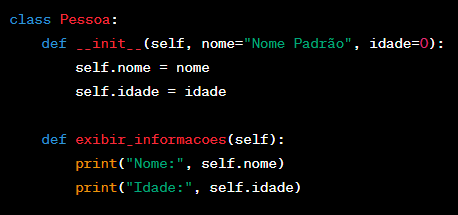 class Pessoa:
    def __init__(self, nome="Nome Padrão", idade=0):
        self.nome = nome
        self.idade = idade

    def exibir_informacoes(self):
        print("Nome:", self.nome)
        print("Idade:", self.idade)